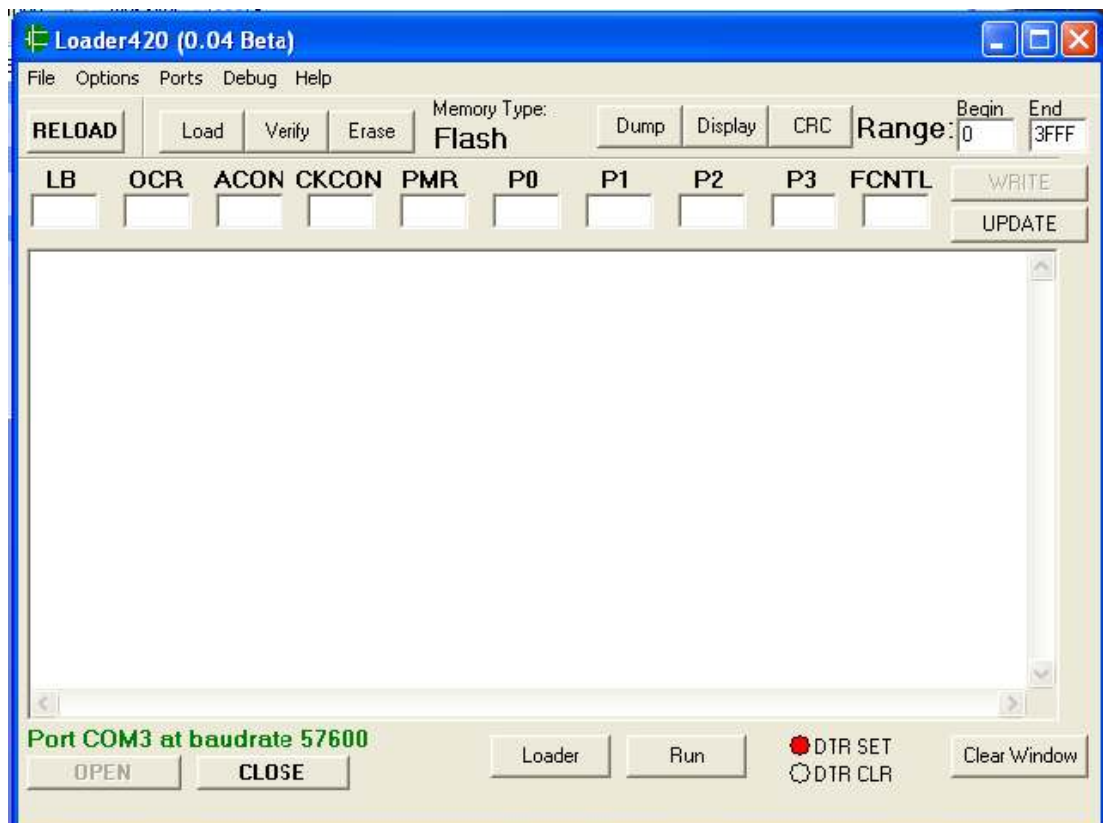 Loader420 (0.04 Beta)
File Options Ports Debug Help
RELOAD Load Verify Erase Memory Type: Flash Dump Display CRC Range: Begin 0 End 3FFF
LB OCR ACON CKCON PMR P0 P1 P2 P3 FCNTL WRITE
UPDATE
Port COM3 at baudrate 57600
OPEN CLOSE Loader Run DTR SET Clear Window
DTR CLR